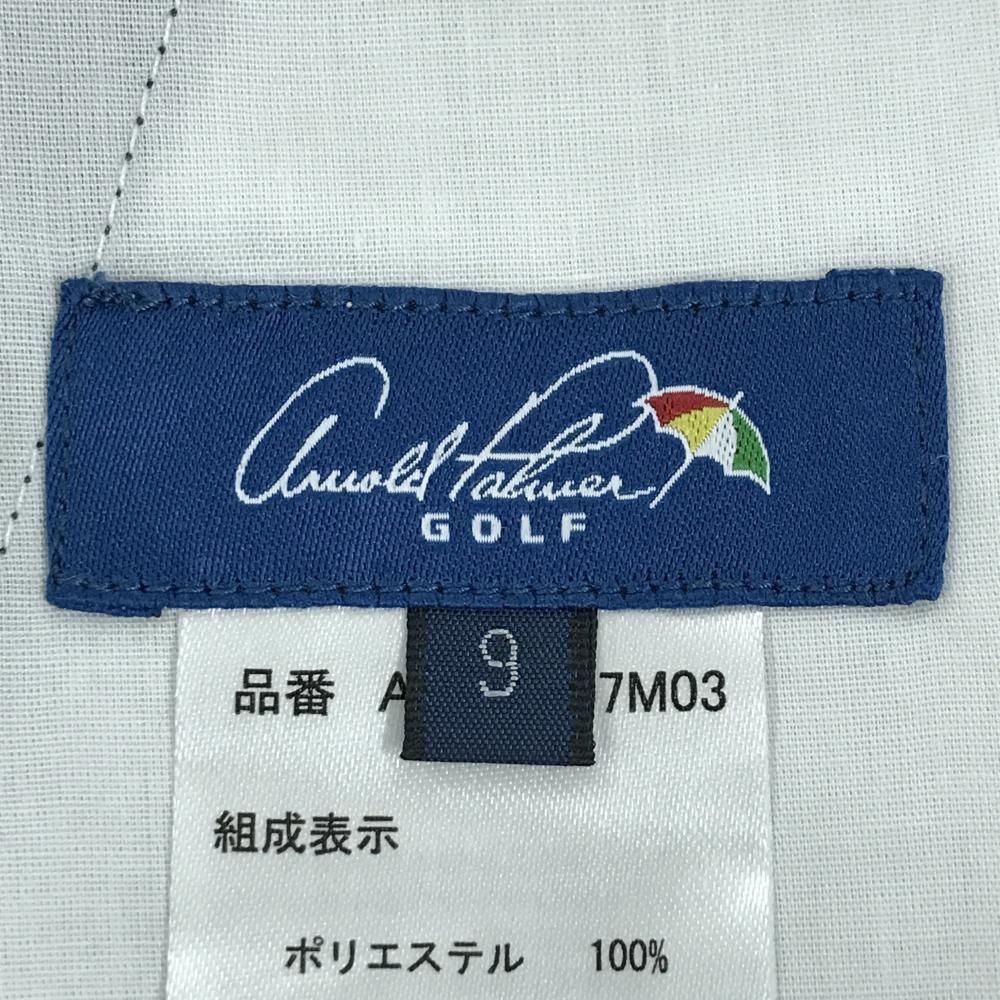 Arnold Palmer
GOLF
9
品番 A 7M03
組成表示
ポリエステル 100%